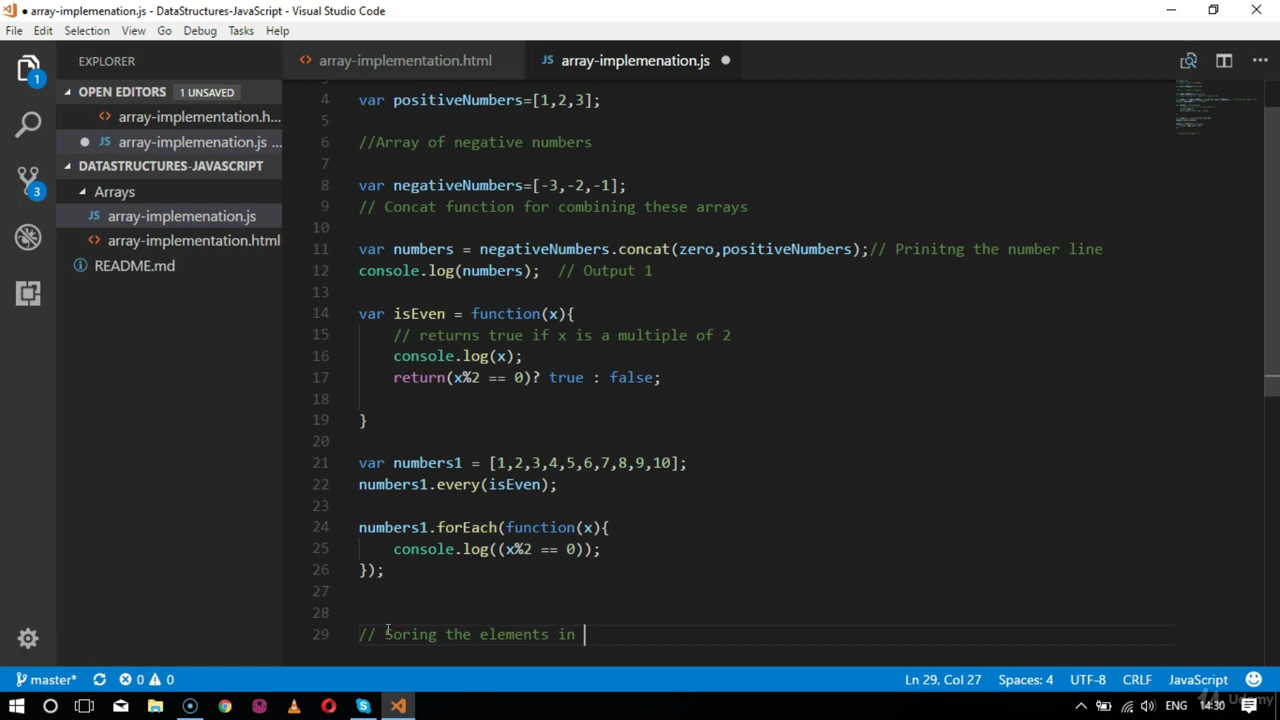 ● array-implemenation.js - DataStructures-JavaScript - Visual Studio Code
File Edit Selection View Go Debug Tasks Help
EXPLORER
<> array-implementation.html
JS array-implemenation.js ●
OPEN EDITORS 1 UNSAVED
<> array-implementation.h...
● JS array-implemenation.js ...
DATASTRUCTURES-JAVASCRIPT
Arrays
JS array-implemenation.js
<> array-implementation.html
README.md
1
3
4 var positiveNumbers=[1,2,3];
5
6 //Array of negative numbers
7
8 var negativeNumbers=[-3,-2,-1];
9 // Concat function for combining these arrays
10
11 var numbers = negativeNumbers.concat(zero,positiveNumbers);// Prinitng the number line
12 console.log(numbers);  // Output 1
13
14 var isEven = function(x){
15     // returns true if x is a multiple of 2
16     console.log(x);
17     return(x%2 == 0)? true : false;
18
19 }
20
21 var numbers1 = [1,2,3,4,5,6,7,8,9,10];
22 numbers1.every(isEven);
23
24 numbers1.forEach(function(x){
25     console.log((x%2 == 0));
26 });
27
28
29 // Soring the elements in
master* 0 0
Ln 29, Col 27 Spaces: 4 UTF-8 CRLF JavaScript
ENG 14:30
Udemy